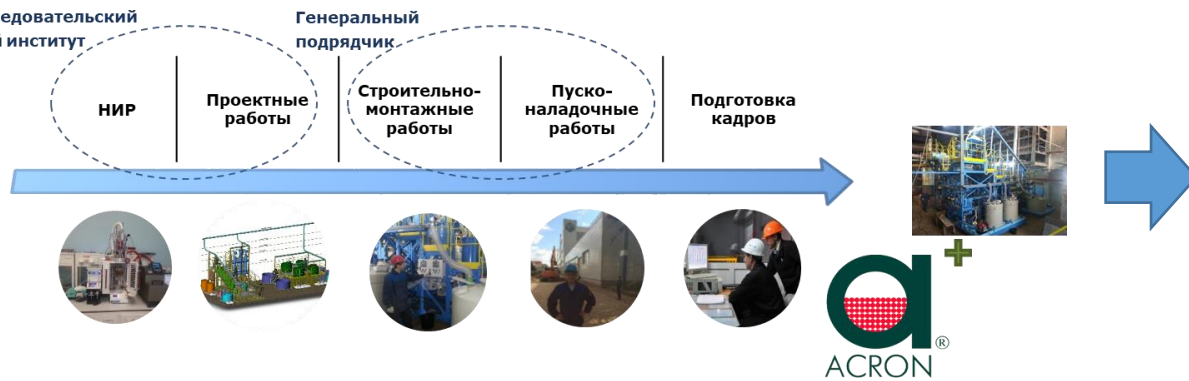 едовательский
й институт
Генеральный
подрядчик
НИР
Проектные
работы
Строительно-
монтажные
работы
Пуско-
наладочные
работы
Подготовка
кадров
a®
ACRON